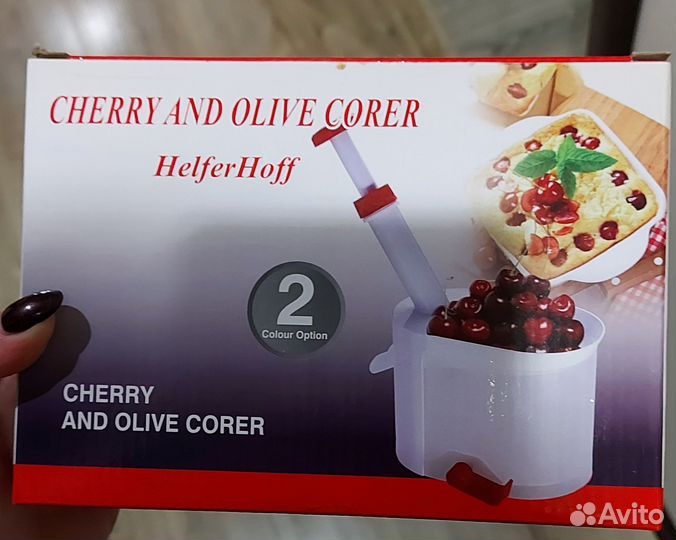 CHERRY AND OLIVE CORER
HelferHoff
2
Colour Option
CHERRY
AND OLIVE CORER
Avito